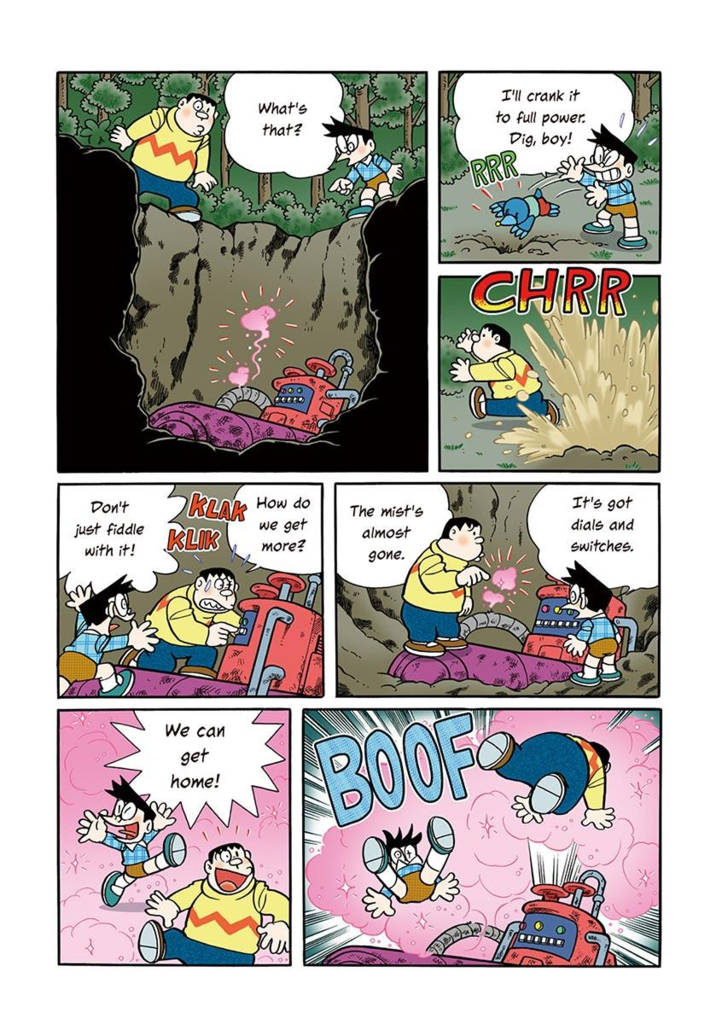 I'll crank it
to full power.
Dig, boy!
RRR
CHRR
What's
that?
It's got
dials and
switches.
The mist's
almost
gone.
How do
we get
more?
KLAK
KLIK
Don't
just fiddle
with it!
BOOF
We can
get
home!